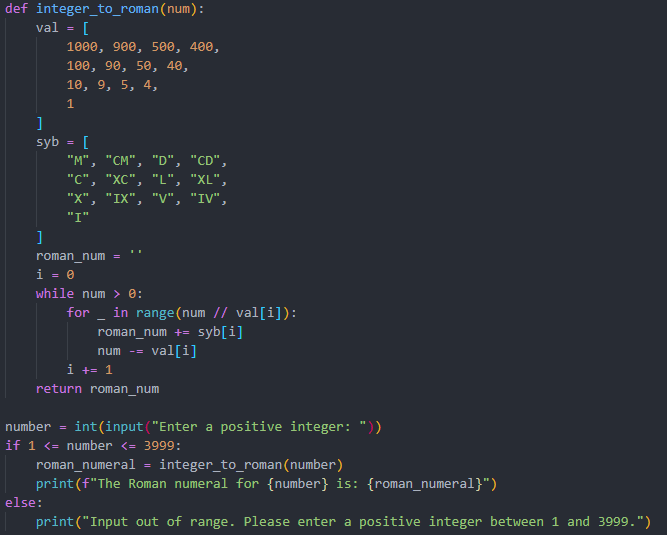 def integer_to_roman(num):
    val = [
        1000, 900, 500, 400,
        100, 90, 50, 40,
        10, 9, 5, 4,
        1
    ]
    syb = [
        "M", "CM", "D", "CD",
        "C", "XC", "L", "XL",
        "X", "IX", "V", "IV",
        "I"
    ]
    roman_num = ''
    i = 0
    while num > 0:
        for _ in range(num // val[i]):
            roman_num += syb[i]
            num -= val[i]
        i += 1
    return roman_num

number = int(input("Enter a positive integer: "))
if 1 <= number <= 3999:
    roman_numeral = integer_to_roman(number)
    print(f"The Roman numeral for {number} is: {roman_numeral}")
else:
    print("Input out of range. Please enter a positive integer between 1 and 3999.")